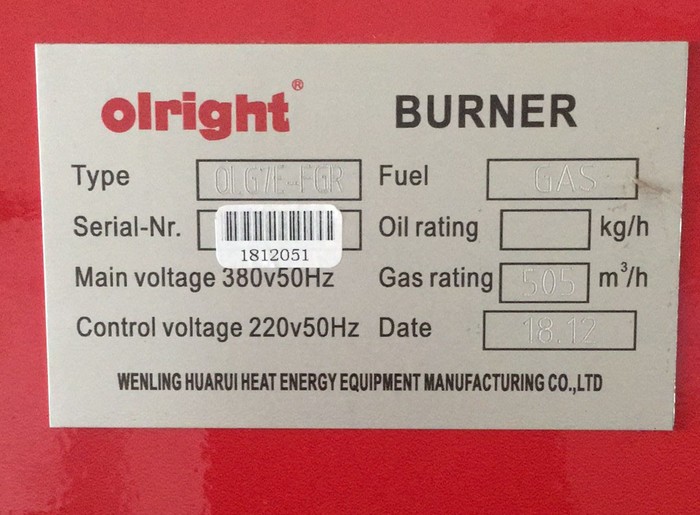 olright® BURNER
Type QLG7E-FGR Fuel GAS
Serial-Nr. 1812051 Oil rating kg/h
Main voltage 380v50Hz Gas rating 505 m³/h
Control voltage 220v50Hz Date 18.12
WENLING HUARUI HEAT ENERGY EQUIPMENT MANUFACTURING CO.,LTD